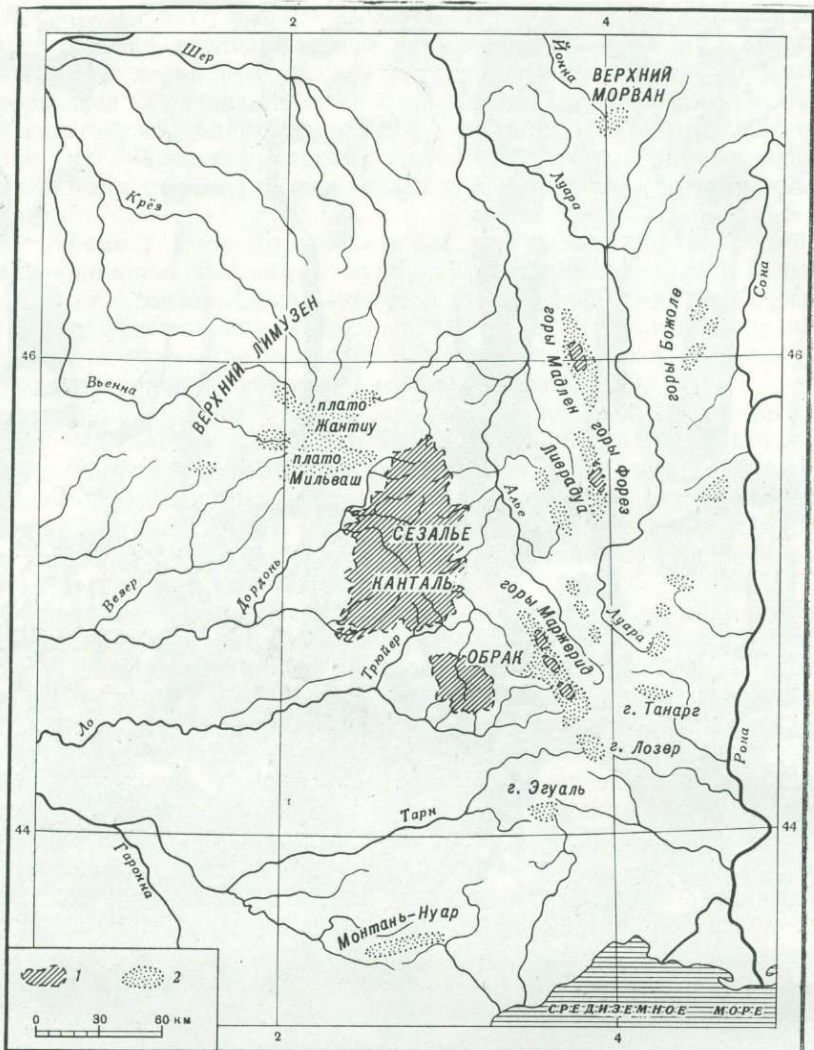 2
4
Шер
Йонна
ВЕРХНИЙ
МОРВАН
Луара
Крёз
Сона
горы Божолэ
46
46
горы Мадлен
ВЕРХНИЙ ЛИМУЗЕН
Вьенна
плато
Жантиу
плато
Мильваш
горы Форез
Ливрадуа
Алье
СЕЗАЛЬЕ
КАНТАЛЬ
Везер
Дордонь
горы Маржерид
Луара
Трюйер
ОБРАК
г. Танарг
Ло
г. Лозер
Рона
г. Эгуаль
Тарн
44
44
Гаронна
Монтань-Нуар
1
2
0 30 60 км
СРЕДИЗЕМНОЕ МОРЕ
2
4